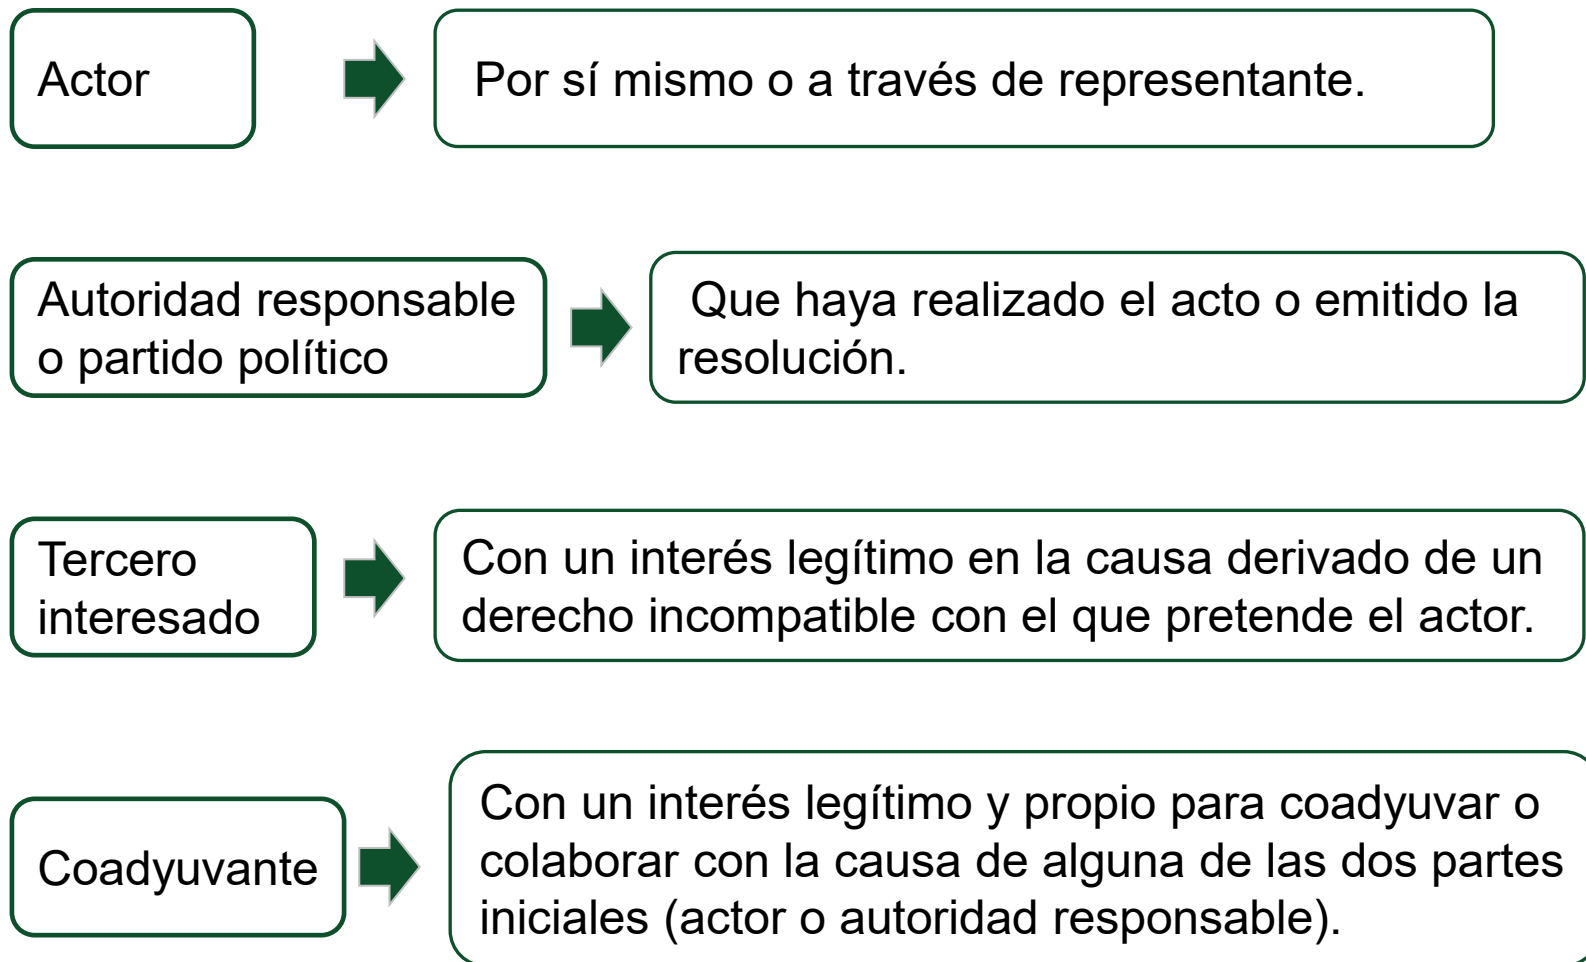 Actor
Por sí mismo o a través de representante.
Autoridad responsable
o partido político
Que haya realizado el acto o emitido la
resolución.
Tercero
interesado
Con un interés legítimo en la causa derivado de un
derecho incompatible con el que pretende el actor.
Coadyuvante
Con un interés legítimo y propio para coadyuvar o
colaborar con la causa de alguna de las dos partes
iniciales (actor o autoridad responsable).